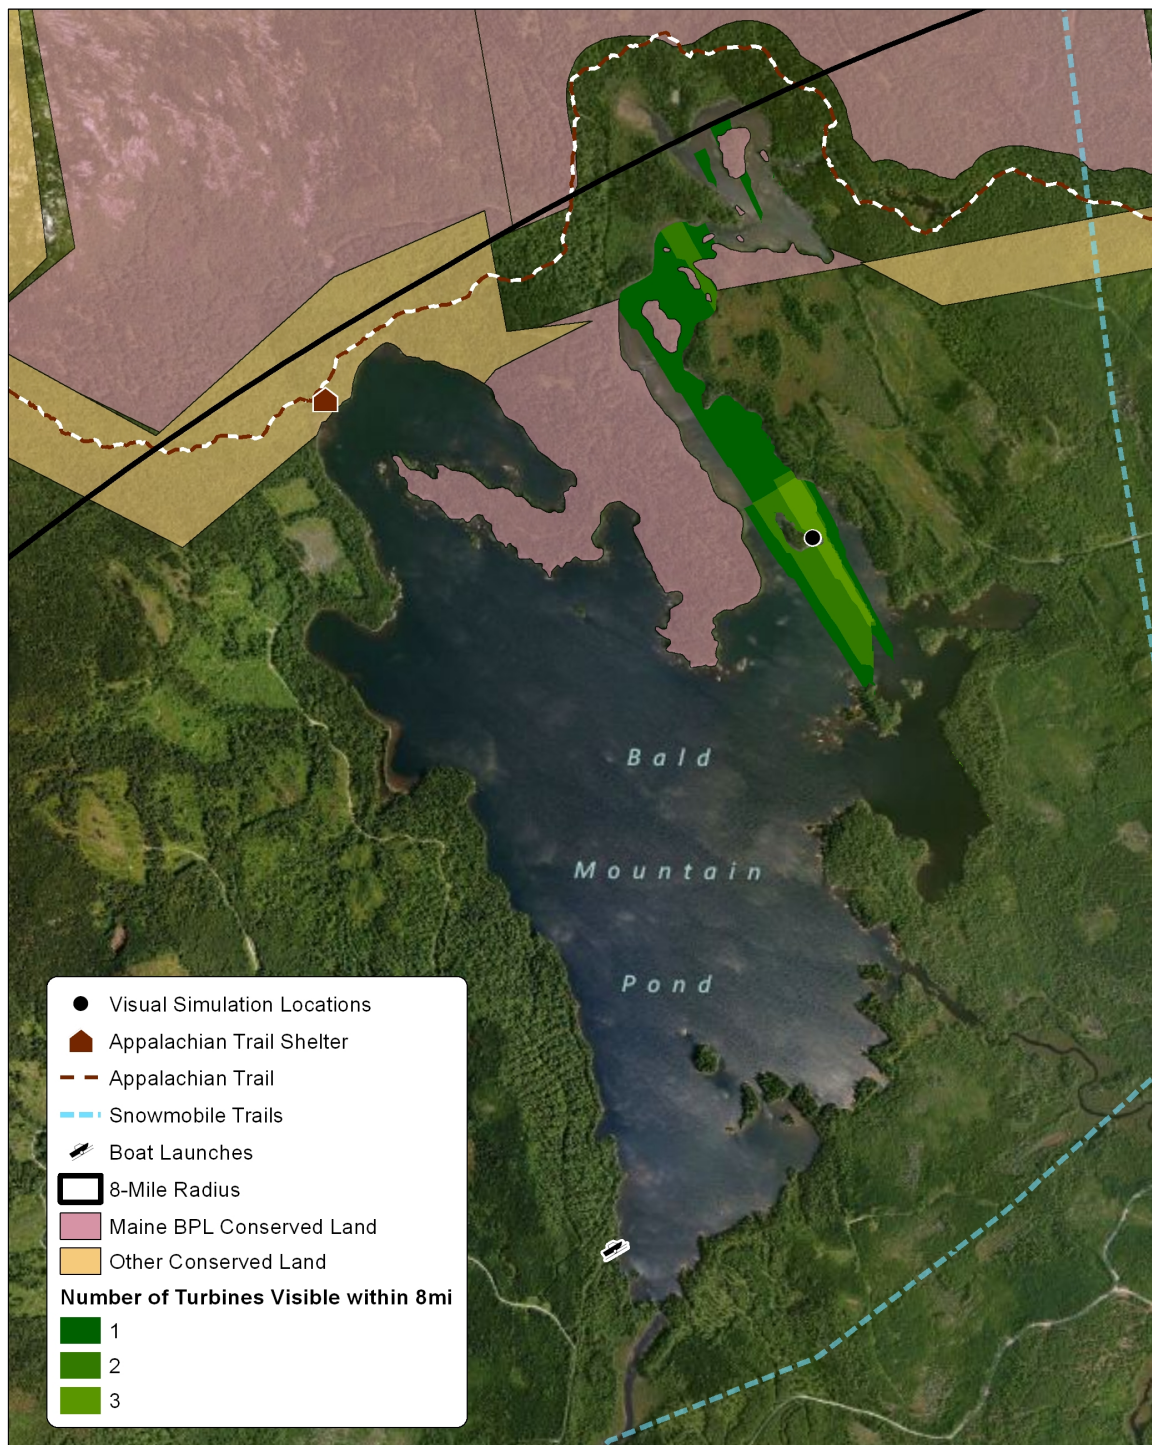 Bald
Mountain
Pond
Visual Simulation Locations
Appalachian Trail Shelter
Appalachian Trail
Snowmobile Trails
Boat Launches
8-Mile Radius
Maine BPL Conserved Land
Other Conserved Land
Number of Turbines Visible within 8mi
1
2
3